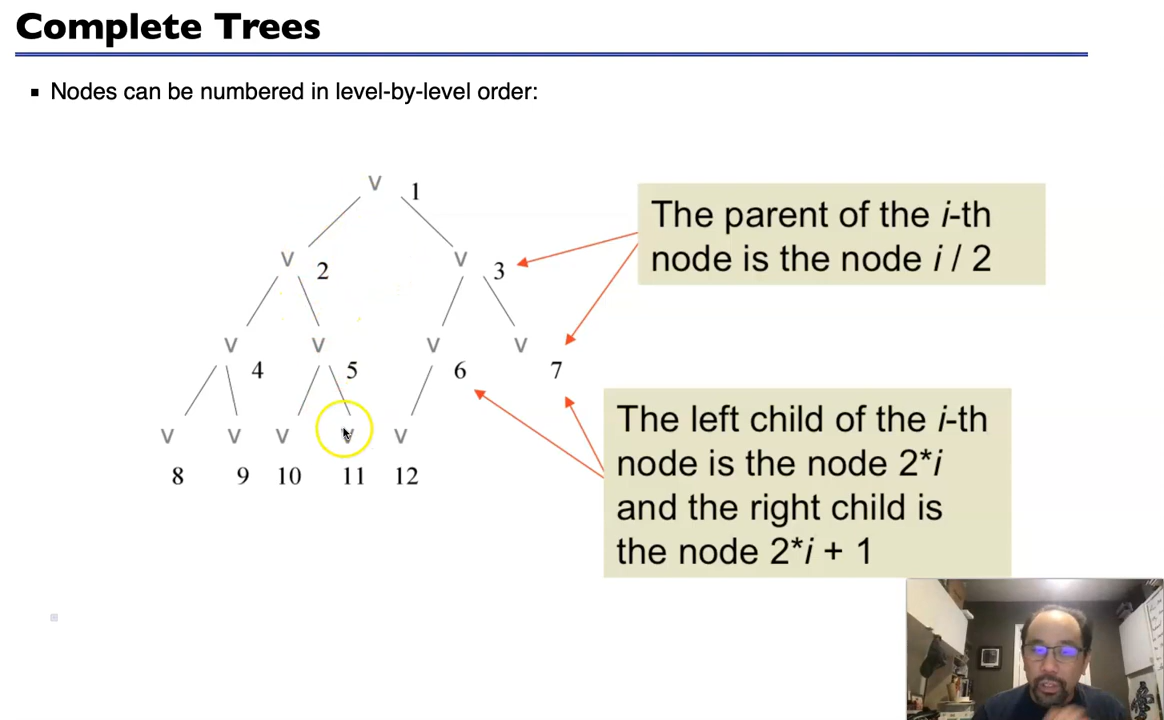 Complete Trees
▪ Nodes can be numbered in level-by-level order:
V 1
V 2 V 3
V 4 V 5 V 6 V 7
V V V V V
8 9 10 11 12
The parent of the i-th
node is the node i / 2
The left child of the i-th
node is the node 2*i
and the right child is
the node 2*i + 1